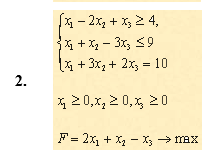 x₁ − 2x₂ + x₃ ≥ 4,
x₁ + x₂ − 3x₃ ≤ 9
x₁ + 3x₂ + 2x₃ = 10
2.
x₁ ≥ 0, x₂ ≥ 0, x₃ ≥ 0
F = 2x₁ + x₂ − x₃ → max